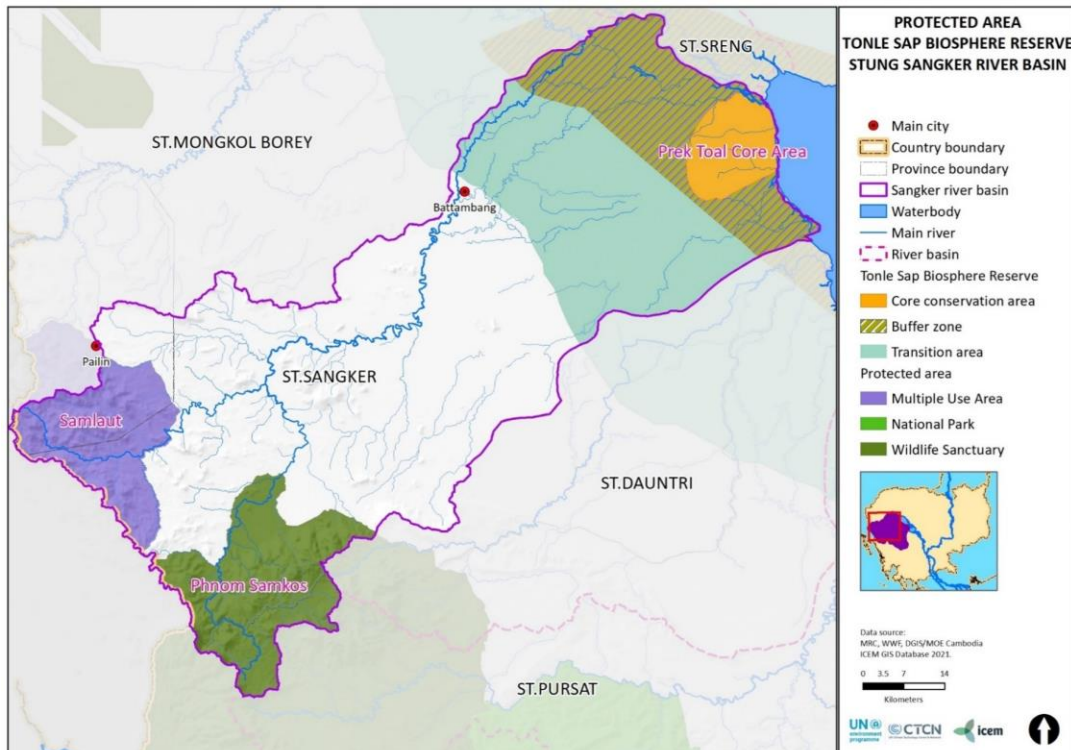 PROTECTED AREA
TONLE SAP BIOSPHERE RESERVE
STUNG SANGKER RIVER BASIN
ST.SRENG
ST.MONGKOL BOREY
Prek Toal Core Area
Battambang
Pailin
ST.SANGKER
Samlaut
ST.DAUNTRI
Phnom Samkos
ST.PURSAT
Main city
Country boundary
Province boundary
Sangker river basin
Waterbody
Main river
River basin
Tonle Sap Biosphere Reserve
Core conservation area
Buffer zone
Transition area
Protected area
Multiple Use Area
National Park
Wildlife Sanctuary
Data source:
MRC, WWF, DGIS/MOE Cambodia
ICEM GIS Database 2021.
0 3.5 7 14
Kilometers
UN
environment
programme
CTCN
icem